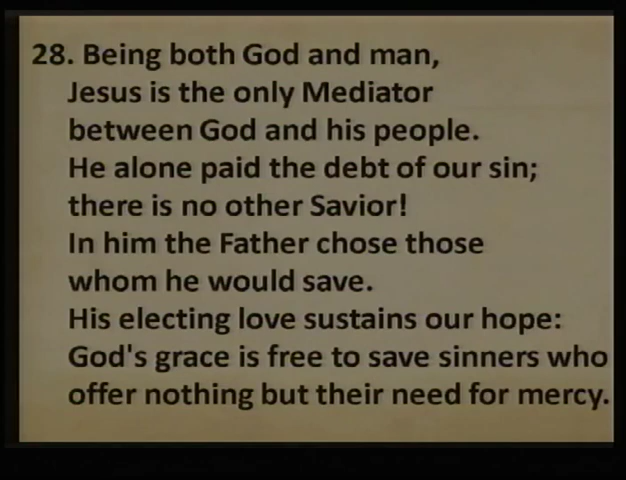 28. Being both God and man,
Jesus is the only Mediator
between God and his people.
He alone paid the debt of our sin;
there is no other Savior!
In him the Father chose those
whom he would save.
His electing love sustains our hope:
God's grace is free to save sinners who
offer nothing but their need for mercy.